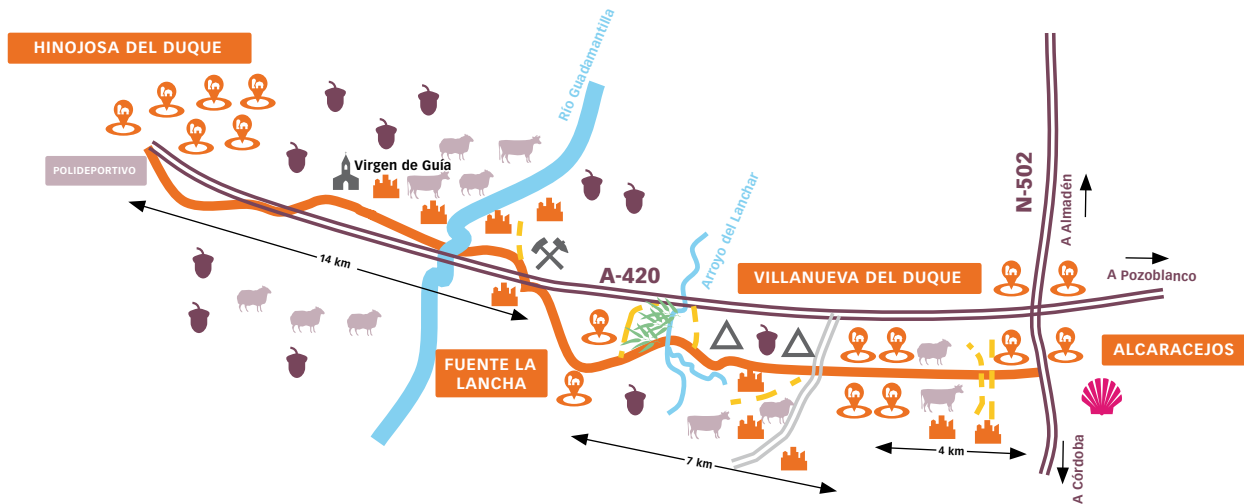 HINOJOSA DEL DUQUE
POLIDEPORTIVO
Virgen de Guía
Río Guadamantilla
14 km
A-420
Arroyo del Lanchar
FUENTE LA
LANCHA
7 km
VILLANUEVA DEL DUQUE
N-502
A Almadén
A Pozoblanco
ALCARACEJOS
4 km
A Córdoba